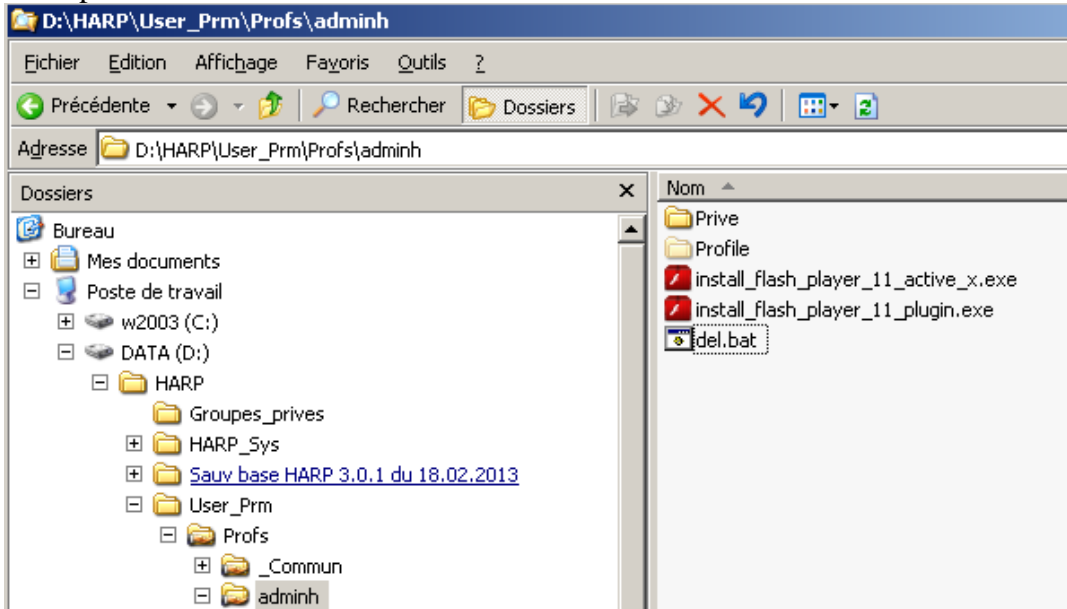 D:\HARP\User_Prm\Profs\adminh
Fichier Edition Affichage Favoris Outils ?
Précédente Rechercher Dossiers
Adresse D:\HARP\User_Prm\Profs\adminh
Dossiers
Bureau
Mes documents
Poste de travail
w2003 (C:)
DATA (D:)
HARP
Groupes_prives
HARP_Sys
Sauv base HARP 3.0.1 du 18.02.2013
User_Prm
Profs
_Commun
adminh
Nom
Prive
Profile
install_flash_player_11_active_x.exe
install_flash_player_11_plugin.exe
del.bat